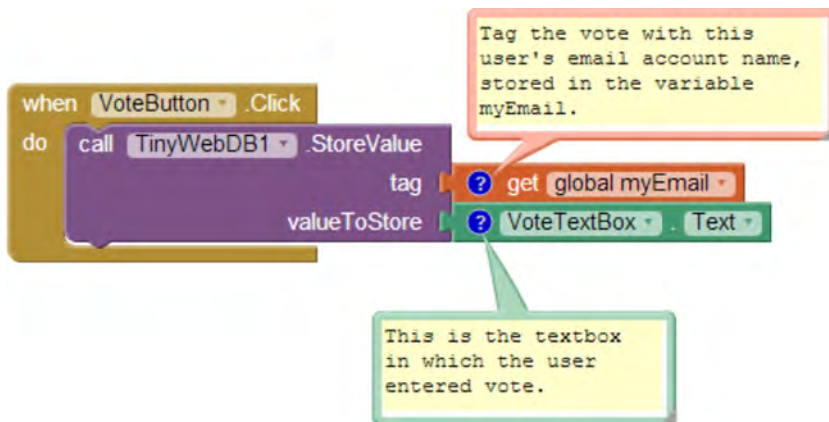 Tag the vote with this
user's email account name,
stored in the variable
myEmail.
when VoteButton .Click
do call TinyWebDB1 .StoreValue
tag ? get global myEmail
valueToStore ? VoteTextBox . Text
This is the textbox
in which the user
entered vote.